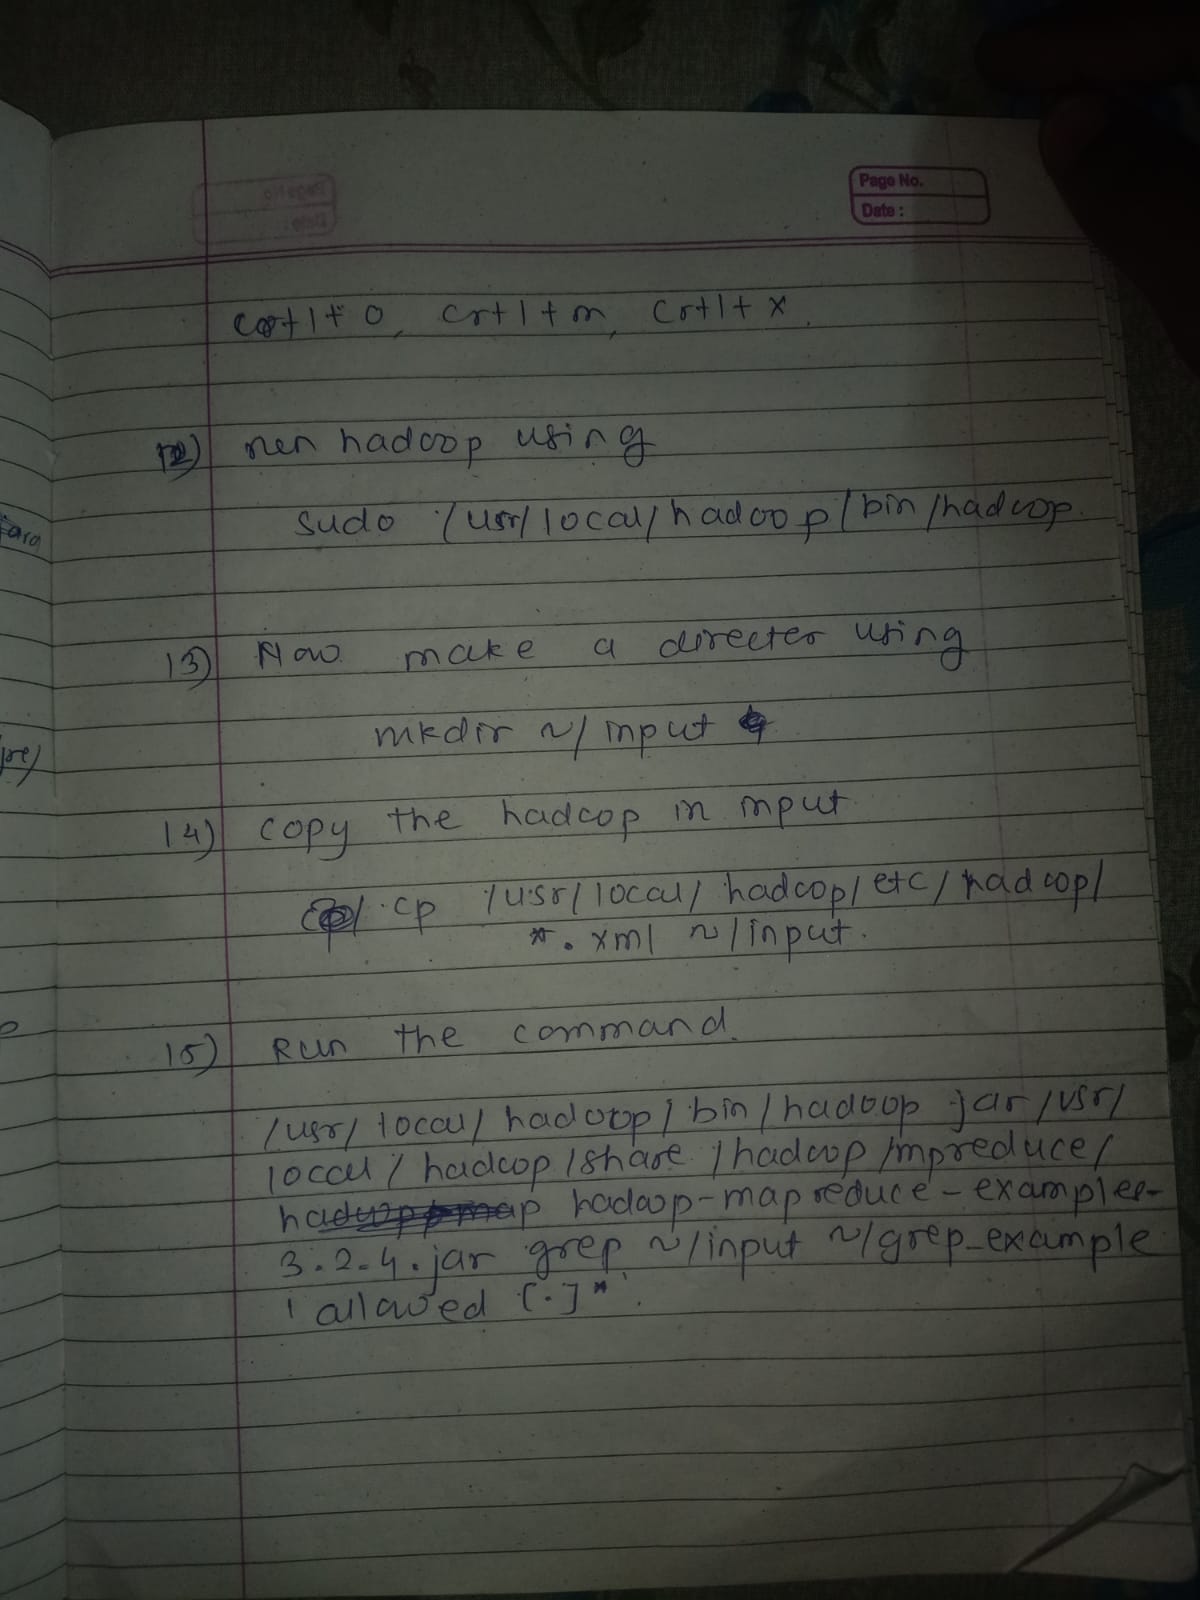 Page No.
Date :
crtl + o, crtl + m, crtl + x.
12) run hadoop using
sudo /usr/local/hadoop/bin/hadoop.
13) Now make a directer using
mkdir ~/input
14) copy the hadoop in input
cp /usr/local/hadoop/etc/hadoop/
*.xml ~/input.
15) Run the command.
/usr/local/hadoop/bin/hadoop jar /usr/
local/hadoop/share/hadoop/mpreduce/
hadoop-mapreduce-examples-
3.2.4.jar grep ~/input ~/grep_example
'allowed [.]*'.